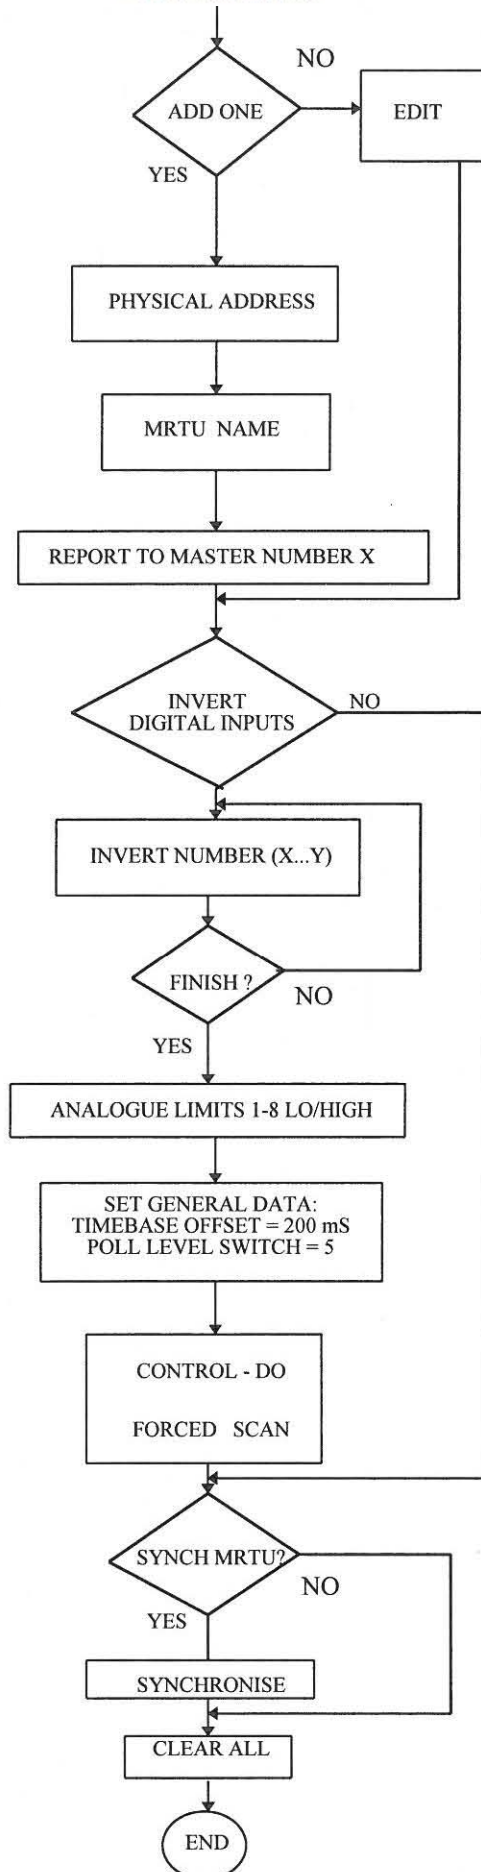 NO
ADD ONE
EDIT
YES
PHYSICAL ADDRESS
MRTU NAME
REPORT TO MASTER NUMBER X
INVERT
DIGITAL INPUTS
NO
INVERT NUMBER (X...Y)
FINISH ?
NO
YES
ANALOGUE LIMITS 1-8 LO/HIGH
SET GENERAL DATA:
TIMEBASE OFFSET = 200 mS
POLL LEVEL SWITCH = 5
CONTROL - DO
FORCED SCAN
SYNCH MRTU?
NO
YES
SYNCHRONISE
CLEAR ALL
END